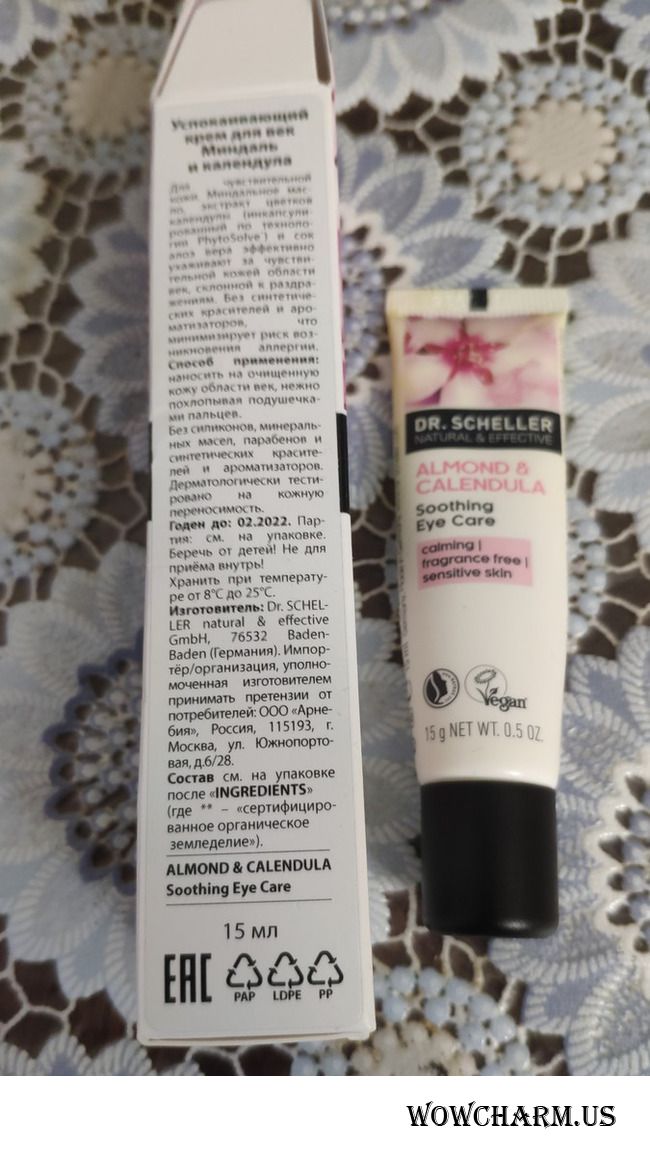 Успокаивающий
крем для век
Миндаль
и календула
Для чувствительной
кожи. Миндальное мас-
ло, экстракт цветков
календулы (инкапсули-
рованный по техноло-
гии PhytoSolve®) и сок
алоэ вера эффективно
ухаживают за чувстви-
тельной кожей области
век, склонной к раздра-
жениям. Без синтетиче-
ских красителей и аро-
матизаторов, что
минимизирует риск воз-
никновения аллергии.
Способ применения:
наносить на очищенную
кожу области век, нежно
похлопывая подушечка-
ми пальцев.
Без силиконов, минераль-
ных масел, парабенов и
синтетических красите-
лей и ароматизаторов.
Дерматологически тести-
ровано на кожную
переносимость.
Годен до: 02.2022. Пар-
тия: см. на упаковке.
Беречь от детей! Не для
приёма внутрь!
Хранить при температу-
ре от 8°C до 25°C.
Изготовитель: Dr. SCHEL-
LER natural & effective
GmbH, 76532 Baden-
Baden (Германия). Импор-
тёр/организация, уполно-
моченная изготовителем
принимать претензии от
потребителей: ООО «Арне-
бия», Россия, 115193, г.
Москва, ул. Южнопорто-
вая, д.6/28.
Состав см. на упаковке
после «INGREDIENTS»
(где ** – «сертифициро-
ванное органическое
земледелие»).
ALMOND & CALENDULA
Soothing Eye Care
15 мл
EAC
PAP LDPE PP
DR. SCHELLER
NATURAL & EFFECTIVE
ALMOND &
CALENDULA
Soothing
Eye Care
calming |
fragrance free |
sensitive skin
Vegan
15 g NET WT. 0.5 OZ.
WOWCHARM.US